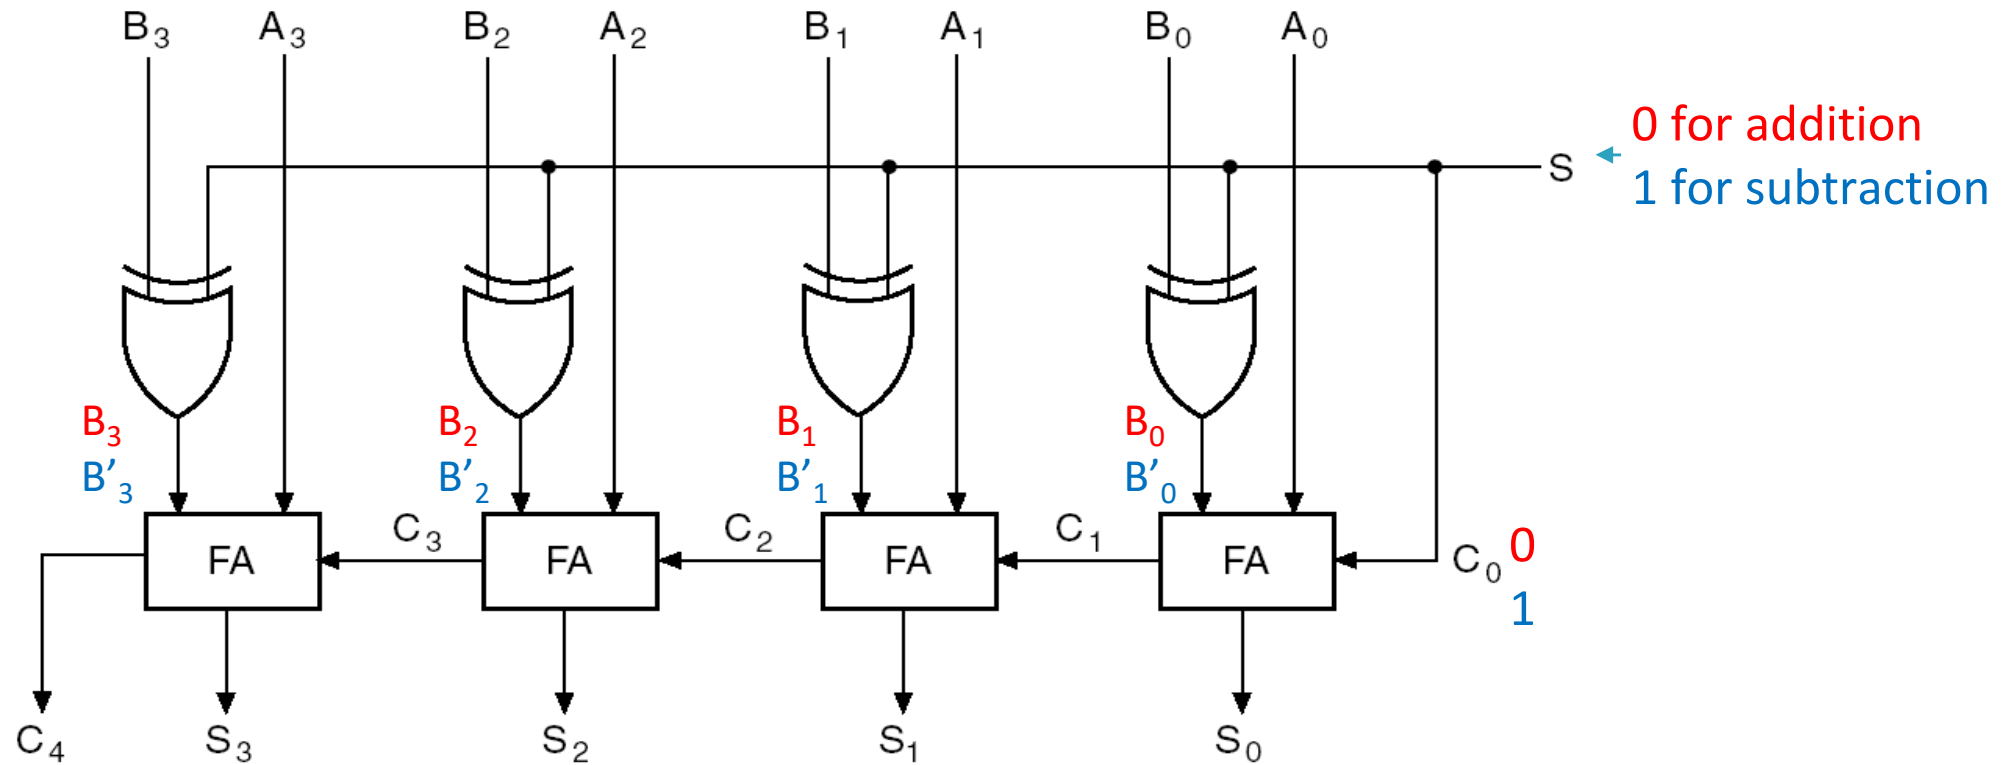 B₃ A₃ B₂ A₂ B₁ A₁ B₀ A₀
0 for addition
S
1 for subtraction
B₃ B₂ B₁ B₀
B’₃ B’₂ B’₁ B’₀
C₃ C₂ C₁ 0
FA FA FA FA C₀
1
C₄ S₃ S₂ S₁ S₀